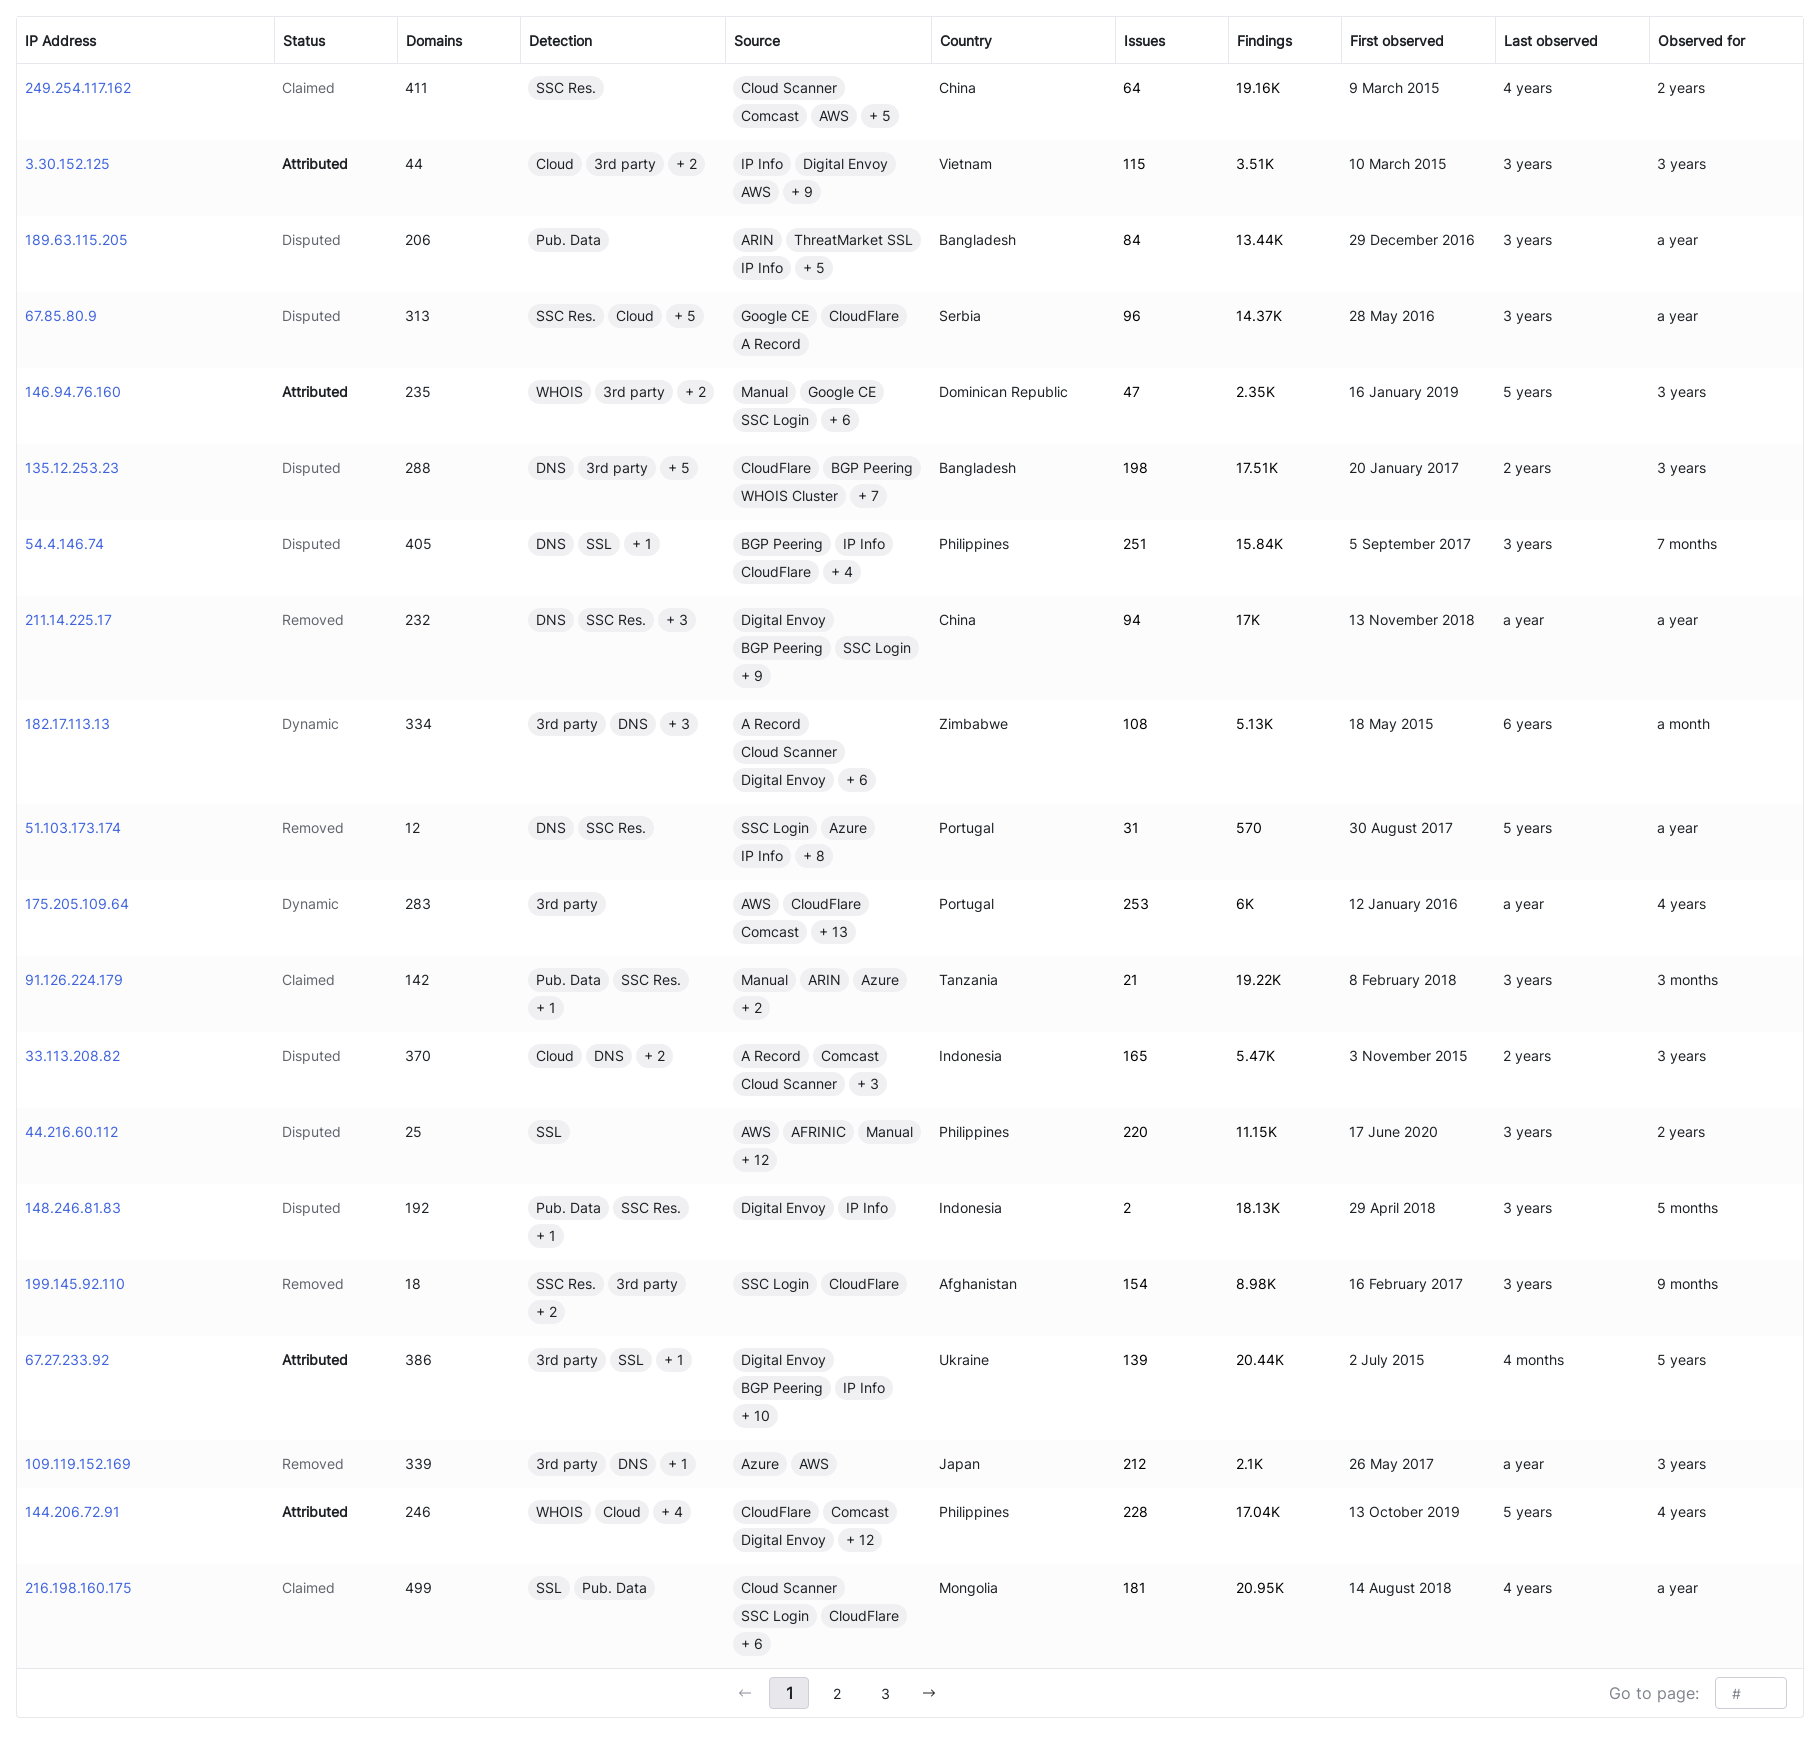 IP Address Status Domains Detection Source Country Issues Findings First observed Last observed Observed for
249.254.117.162 Claimed 411 SSC Res. Cloud Scanner China 64 19.16K 9 March 2015 4 years 2 years
Comcast AWS + 5
3.30.152.125 Attributed 44 Cloud 3rd party + 2 IP Info Digital Envoy Vietnam 115 3.51K 10 March 2015 3 years 3 years
AWS + 9
189.63.115.205 Disputed 206 Pub. Data ARIN ThreatMarket SSL Bangladesh 84 13.44K 29 December 2016 3 years a year
IP Info + 5
67.85.80.9 Disputed 313 SSC Res. Cloud + 5 Google CE CloudFlare Serbia 96 14.37K 28 May 2016 3 years a year
A Record
146.94.76.160 Attributed 235 WHOIS 3rd party + 2 Manual Google CE Dominican Republic 47 2.35K 16 January 2019 5 years 3 years
SSC Login + 6
135.12.253.23 Disputed 288 DNS 3rd party + 5 CloudFlare BGP Peering Bangladesh 198 17.51K 20 January 2017 2 years 3 years
WHOIS Cluster + 7
54.4.146.74 Disputed 405 DNS SSL + 1 BGP Peering IP Info Philippines 251 15.84K 5 September 2017 3 years 7 months
CloudFlare + 4
211.14.225.17 Removed 232 DNS SSC Res. + 3 Digital Envoy China 94 17K 13 November 2018 a year a year
BGP Peering SSC Login
+ 9
182.17.113.13 Dynamic 334 3rd party DNS + 3 A Record Zimbabwe 108 5.13K 18 May 2015 6 years a month
Cloud Scanner
Digital Envoy + 6
51.103.173.174 Removed 12 DNS SSC Res. SSC Login Azure Portugal 31 570 30 August 2017 5 years a year
IP Info + 8
175.205.109.64 Dynamic 283 3rd party AWS CloudFlare Portugal 253 6K 12 January 2016 a year 4 years
Comcast + 13
91.126.224.179 Claimed 142 Pub. Data SSC Res. Manual ARIN Azure Tanzania 21 19.22K 8 February 2018 3 years 3 months
+ 1 + 2
33.113.208.82 Disputed 370 Cloud DNS + 2 A Record Comcast Indonesia 165 5.47K 3 November 2015 2 years 3 years
Cloud Scanner + 3
44.216.60.112 Disputed 25 SSL AWS AFRINIC Manual Philippines 220 11.15K 17 June 2020 3 years 2 years
+ 12
148.246.81.83 Disputed 192 Pub. Data SSC Res. Digital Envoy IP Info Indonesia 2 18.13K 29 April 2018 3 years 5 months
+ 1
199.145.92.110 Removed 18 SSC Res. 3rd party SSC Login CloudFlare Afghanistan 154 8.98K 16 February 2017 3 years 9 months
+ 2
67.27.233.92 Attributed 386 3rd party SSL + 1 Digital Envoy Ukraine 139 20.44K 2 July 2015 4 months 5 years
BGP Peering IP Info
+ 10
109.119.152.169 Removed 339 3rd party DNS + 1 Azure AWS Japan 212 2.1K 26 May 2017 a year 3 years
144.206.72.91 Attributed 246 WHOIS Cloud + 4 CloudFlare Comcast Philippines 228 17.04K 13 October 2019 5 years 4 years
Digital Envoy + 12
216.198.160.175 Claimed 499 SSL Pub. Data Cloud Scanner Mongolia 181 20.95K 14 August 2018 4 years a year
SSC Login CloudFlare
+ 6
← 1 2 3 → Go to page: #